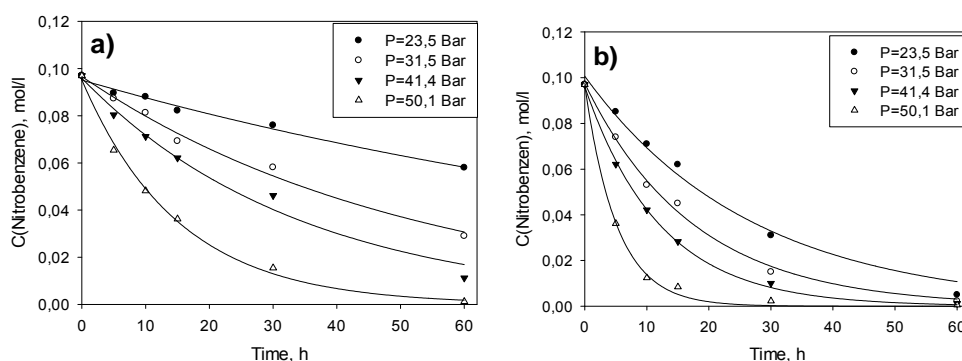 a)
P=23,5 Bar
P=31,5 Bar
P=41,4 Bar
P=50,1 Bar
C(Nitrobenzene), mol/l
0,12
0,10
0,08
0,06
0,04
0,02
0,00
0 10 20 30 40 50 60
Time, h
b)
P=23,5 Bar
P=31,5 Bar
P=41,4 Bar
P=50,1 Bar
C(Nitrobenzen), mol/l
0,12
0,10
0,08
0,06
0,04
0,02
0,00
0 10 20 30 40 50 60
Time, h